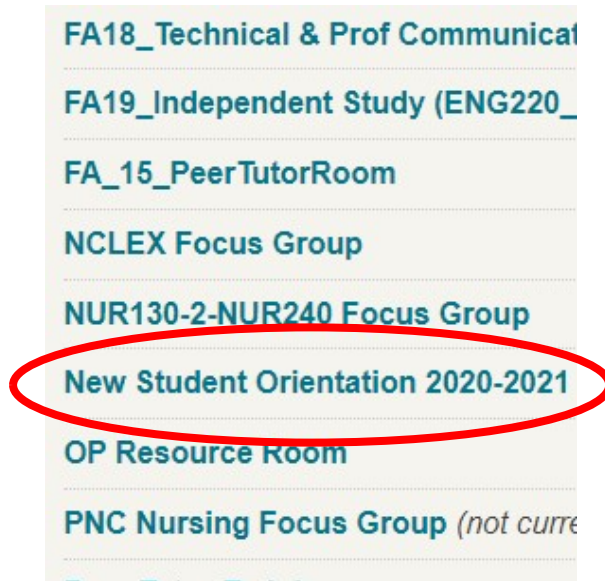 FA18_Technical & Prof Communicat
FA19_Independent Study (ENG220_
FA_15_PeerTutorRoom
NCLEX Focus Group
NUR130-2-NUR240 Focus Group
New Student Orientation 2020-2021
OP Resource Room
PNC Nursing Focus Group (not curre